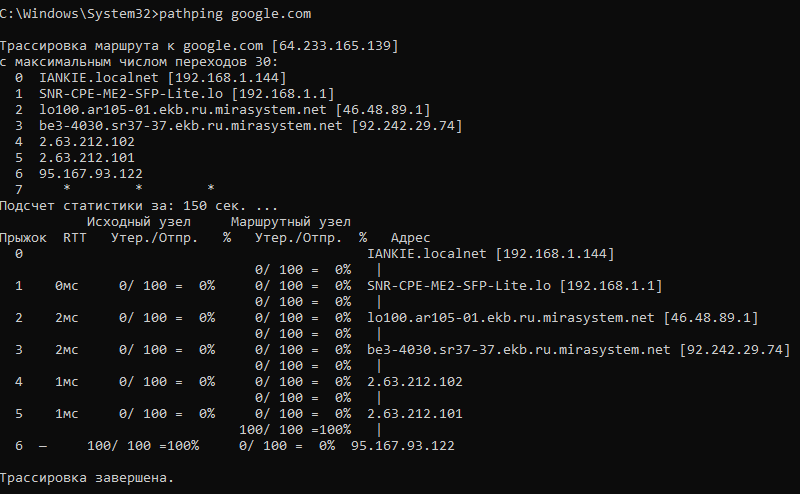 C:\Windows\System32>pathping google.com
Трассировка маршрута к google.com [64.233.165.139]
с максимальным числом переходов 30:
  0  IANKIE.localnet [192.168.1.144]
  1  SNR-CPE-ME2-SFP-Lite.lo [192.168.1.1]
  2  lo100.ar105-01.ekb.ru.mirasystem.net [46.48.89.1]
  3  be3-4030.sr37-37.ekb.ru.mirasystem.net [92.242.29.74]
  4  2.63.212.102
  5  2.63.212.101
  6  95.167.93.122
  7     *        *        *
Подсчет статистики за: 150 сек. ...
           Исходный узел     Маршрутный узел
Прыжок  RTT   Утер./Отпр.   %   Утер./Отпр.  %   Адрес
  0                                           IANKIE.localnet [192.168.1.144]
                                0/ 100 =  0%   |
  1    0мс     0/ 100 =  0%     0/ 100 =  0%  SNR-CPE-ME2-SFP-Lite.lo [192.168.1.1]
                                0/ 100 =  0%   |
  2    2мс     0/ 100 =  0%     0/ 100 =  0%  lo100.ar105-01.ekb.ru.mirasystem.net [46.48.89.1]
                                0/ 100 =  0%   |
  3    2мс     0/ 100 =  0%     0/ 100 =  0%  be3-4030.sr37-37.ekb.ru.mirasystem.net [92.242.29.74]
                                0/ 100 =  0%   |
  4    1мс     0/ 100 =  0%     0/ 100 =  0%  2.63.212.102
                                0/ 100 =  0%   |
  5    1мс     0/ 100 =  0%     0/ 100 =  0%  2.63.212.101
                              100/ 100 =100%   |
  6  —     100/ 100 =100%     0/ 100 =  0%  95.167.93.122
Трассировка завершена.